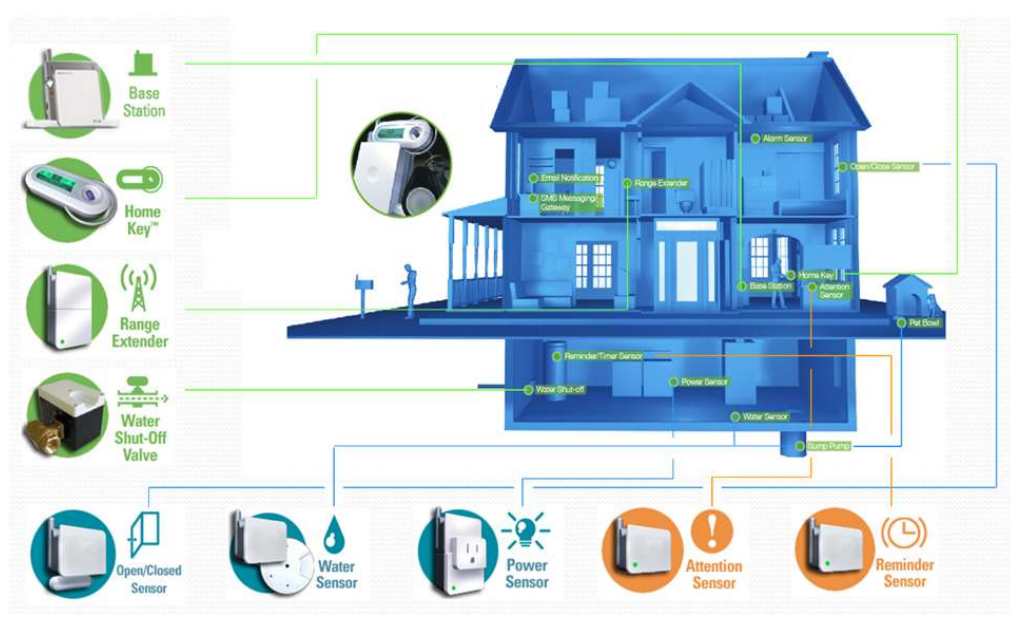 Base
Station
Home
Key™
Range
Extender
Water
Shut-Off
Valve
Alarm Sensor
Open/Close Sensor
Email Notification
Range Extender
SMS Messaging/
Gateway
Home Key
Base Station
Attention
Sensor
Pet Bowl
Reminder/Timer Sensor
Power Sensor
Water Shut-off
Water Sensor
Sump Pump
Open/Closed
Sensor
Water
Sensor
Power
Sensor
Attention
Sensor
Reminder
Sensor